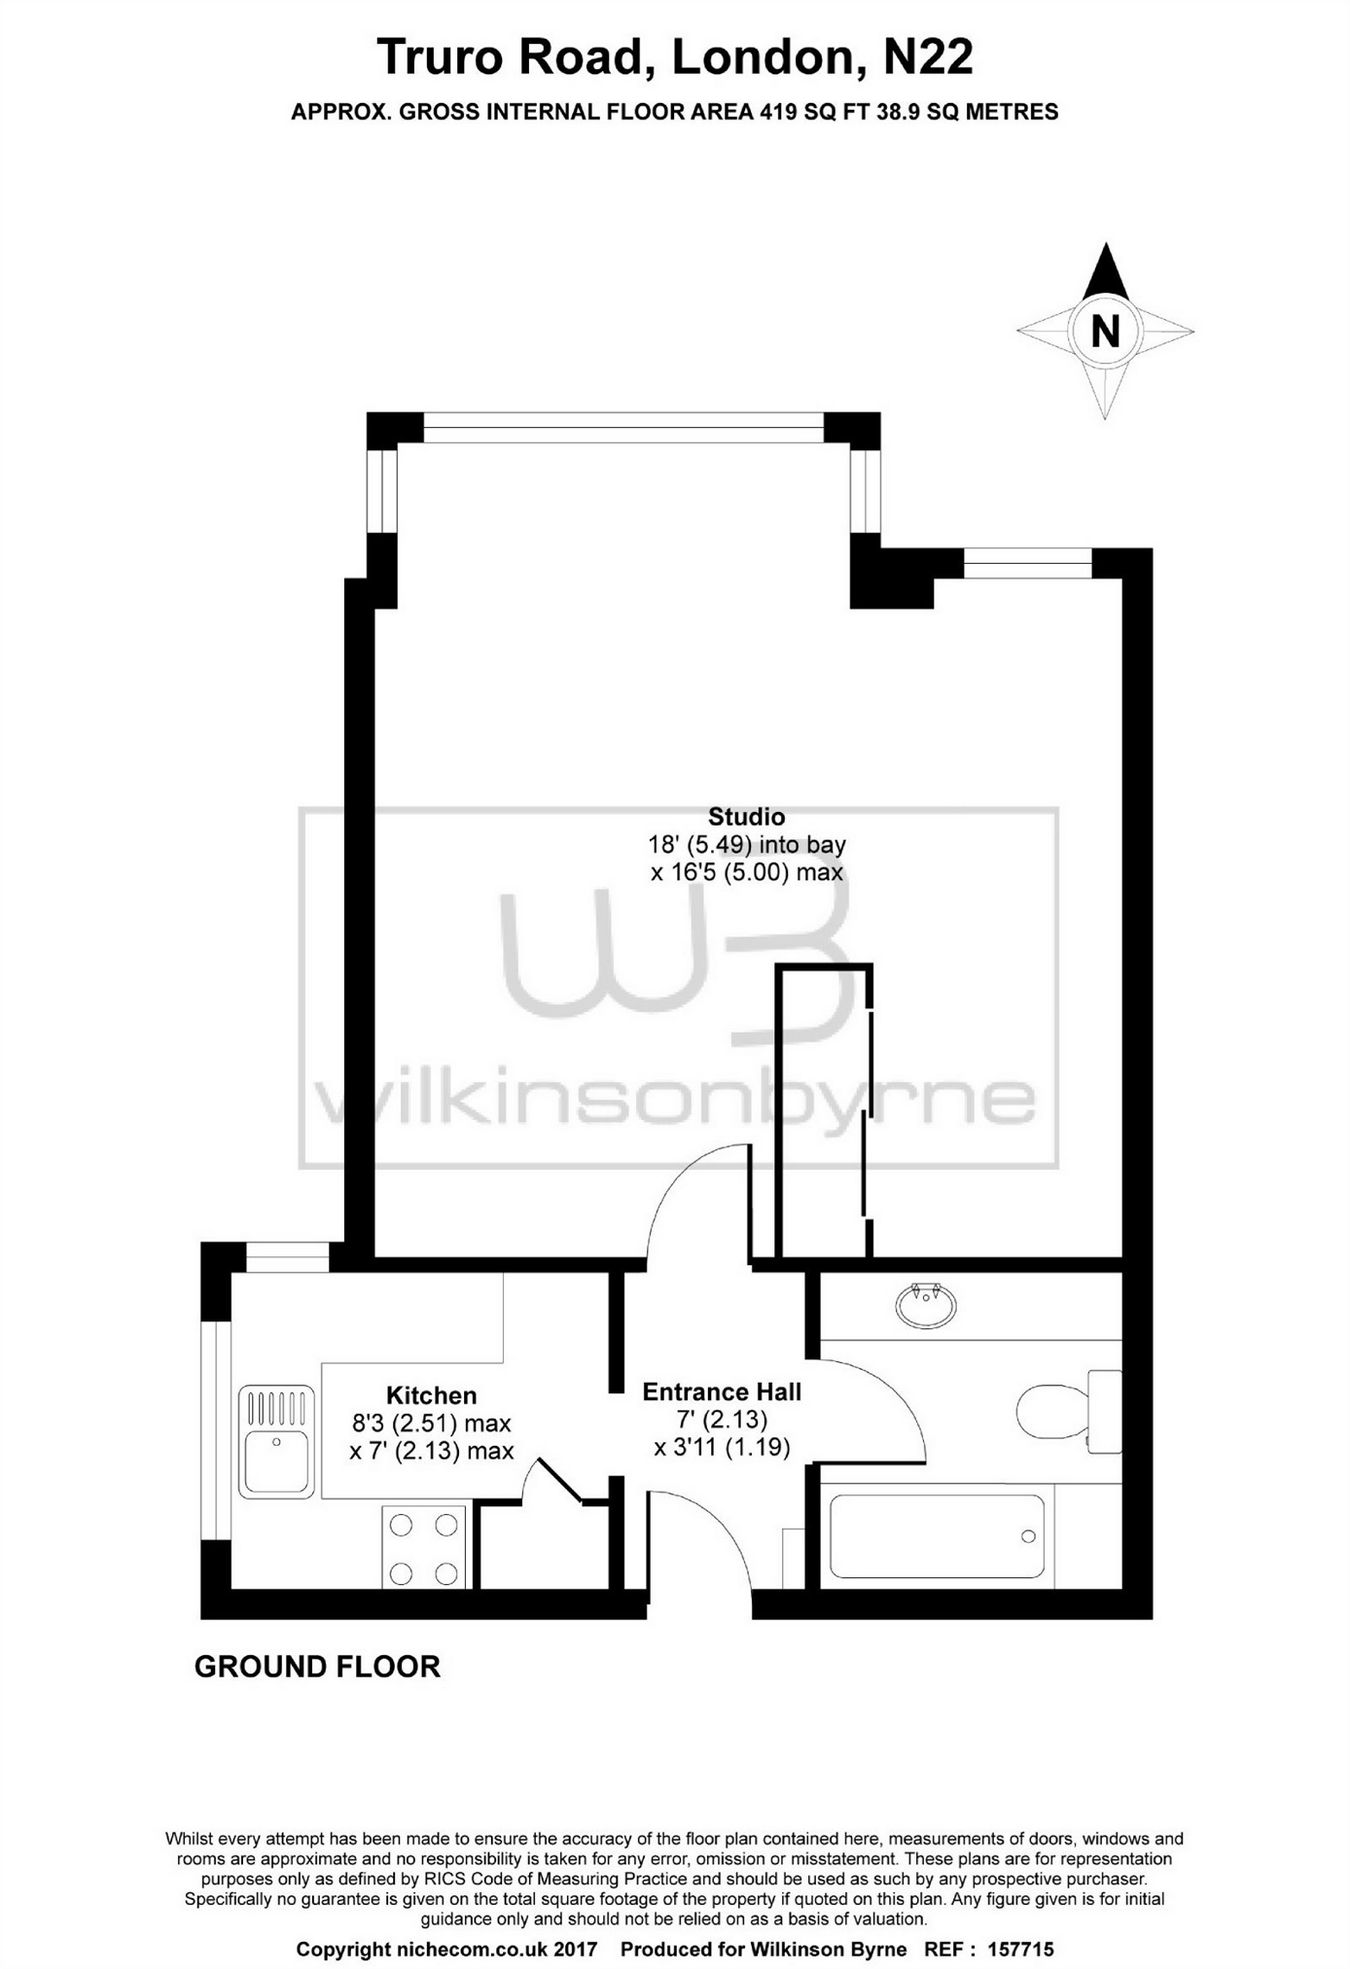 Truro Road, London, N22
APPROX. GROSS INTERNAL FLOOR AREA 419 SQ FT 38.9 SQ METRES
N
Studio
18' (5.49) into bay
x 16'5 (5.00) max
wilkinsonbyrne
Kitchen
8'3 (2.51) max
x 7' (2.13) max
Entrance Hall
7' (2.13)
x 3'11 (1.19)
GROUND FLOOR
Whilst every attempt has been made to ensure the accuracy of the floor plan contained here, measurements of doors, windows and
rooms are approximate and no responsibility is taken for any error, omission or misstatement. These plans are for representation
purposes only as defined by RICS Code of Measuring Practice and should be used as such by any prospective purchaser.
Specifically no guarantee is given on the total square footage of the property if quoted on this plan. Any figure given is for initial
guidance only and should not be relied on as a basis of valuation.
Copyright nichecom.co.uk 2017 Produced for Wilkinson Byrne REF : 157715